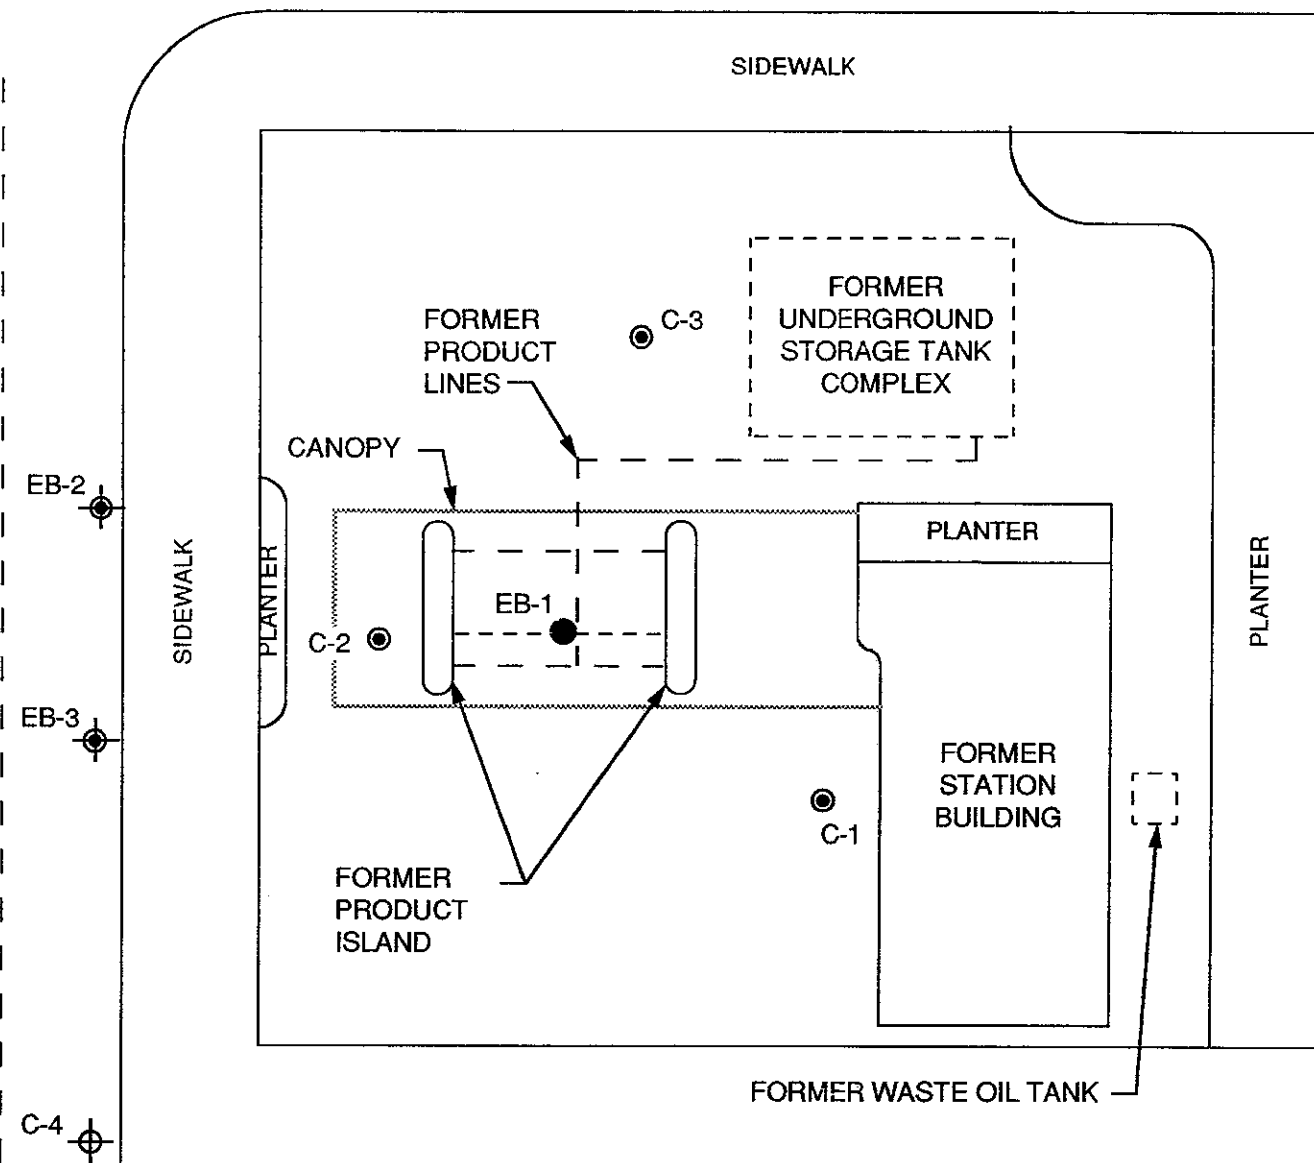 SIDEWALK
FORMER
UNDERGROUND
STORAGE TANK
COMPLEX
FORMER
PRODUCT
LINES
C-3
CANOPY
EB-2
SIDEWALK
PLANTER
PLANTER
PLANTER
EB-1
C-2
EB-3
FORMER
STATION
BUILDING
C-1
FORMER
PRODUCT
ISLAND
FORMER WASTE OIL TANK
C-4